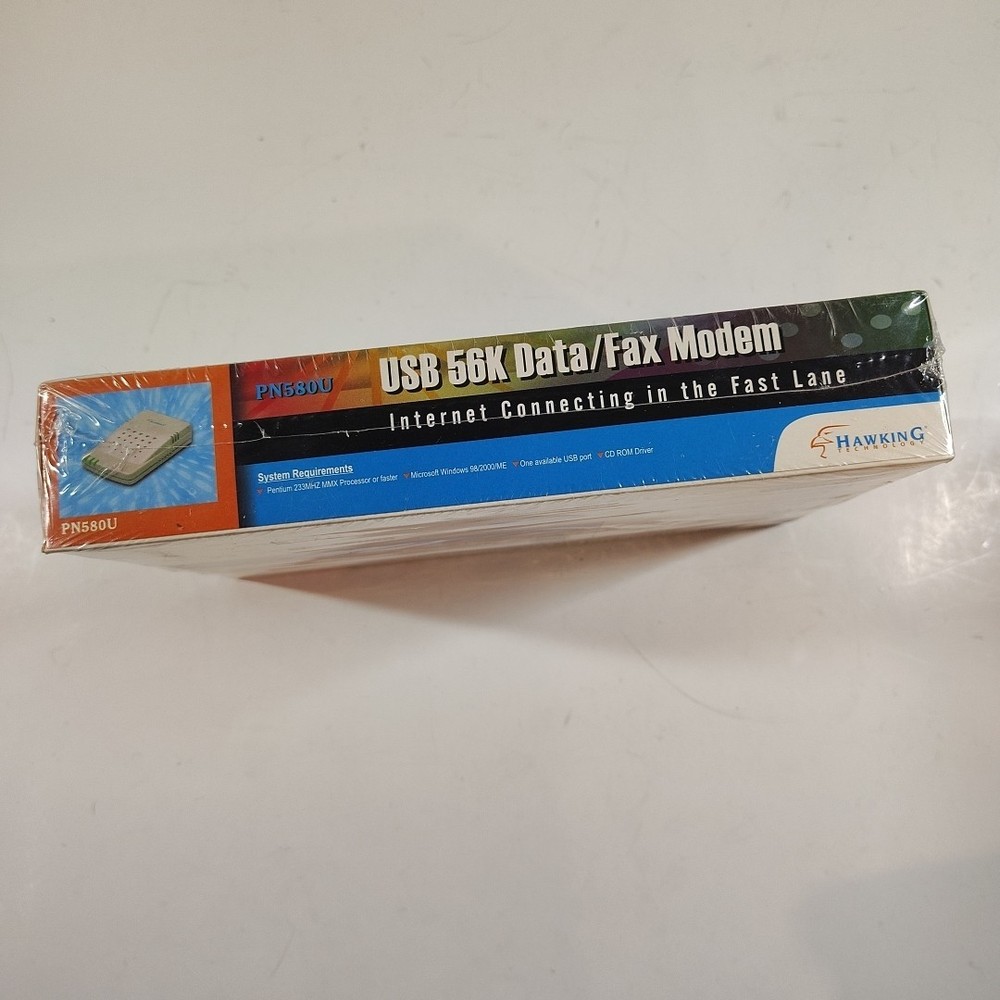 PN580U
USB 56K Data/Fax Modem
Internet Connecting in the Fast Lane
System Requirements
Pentium 233MHZ MMX Processor or faster Microsoft Windows 98/2000/ME One available USB port CD ROM Driver
HAWKING
TECHNOLOGY
PN580U